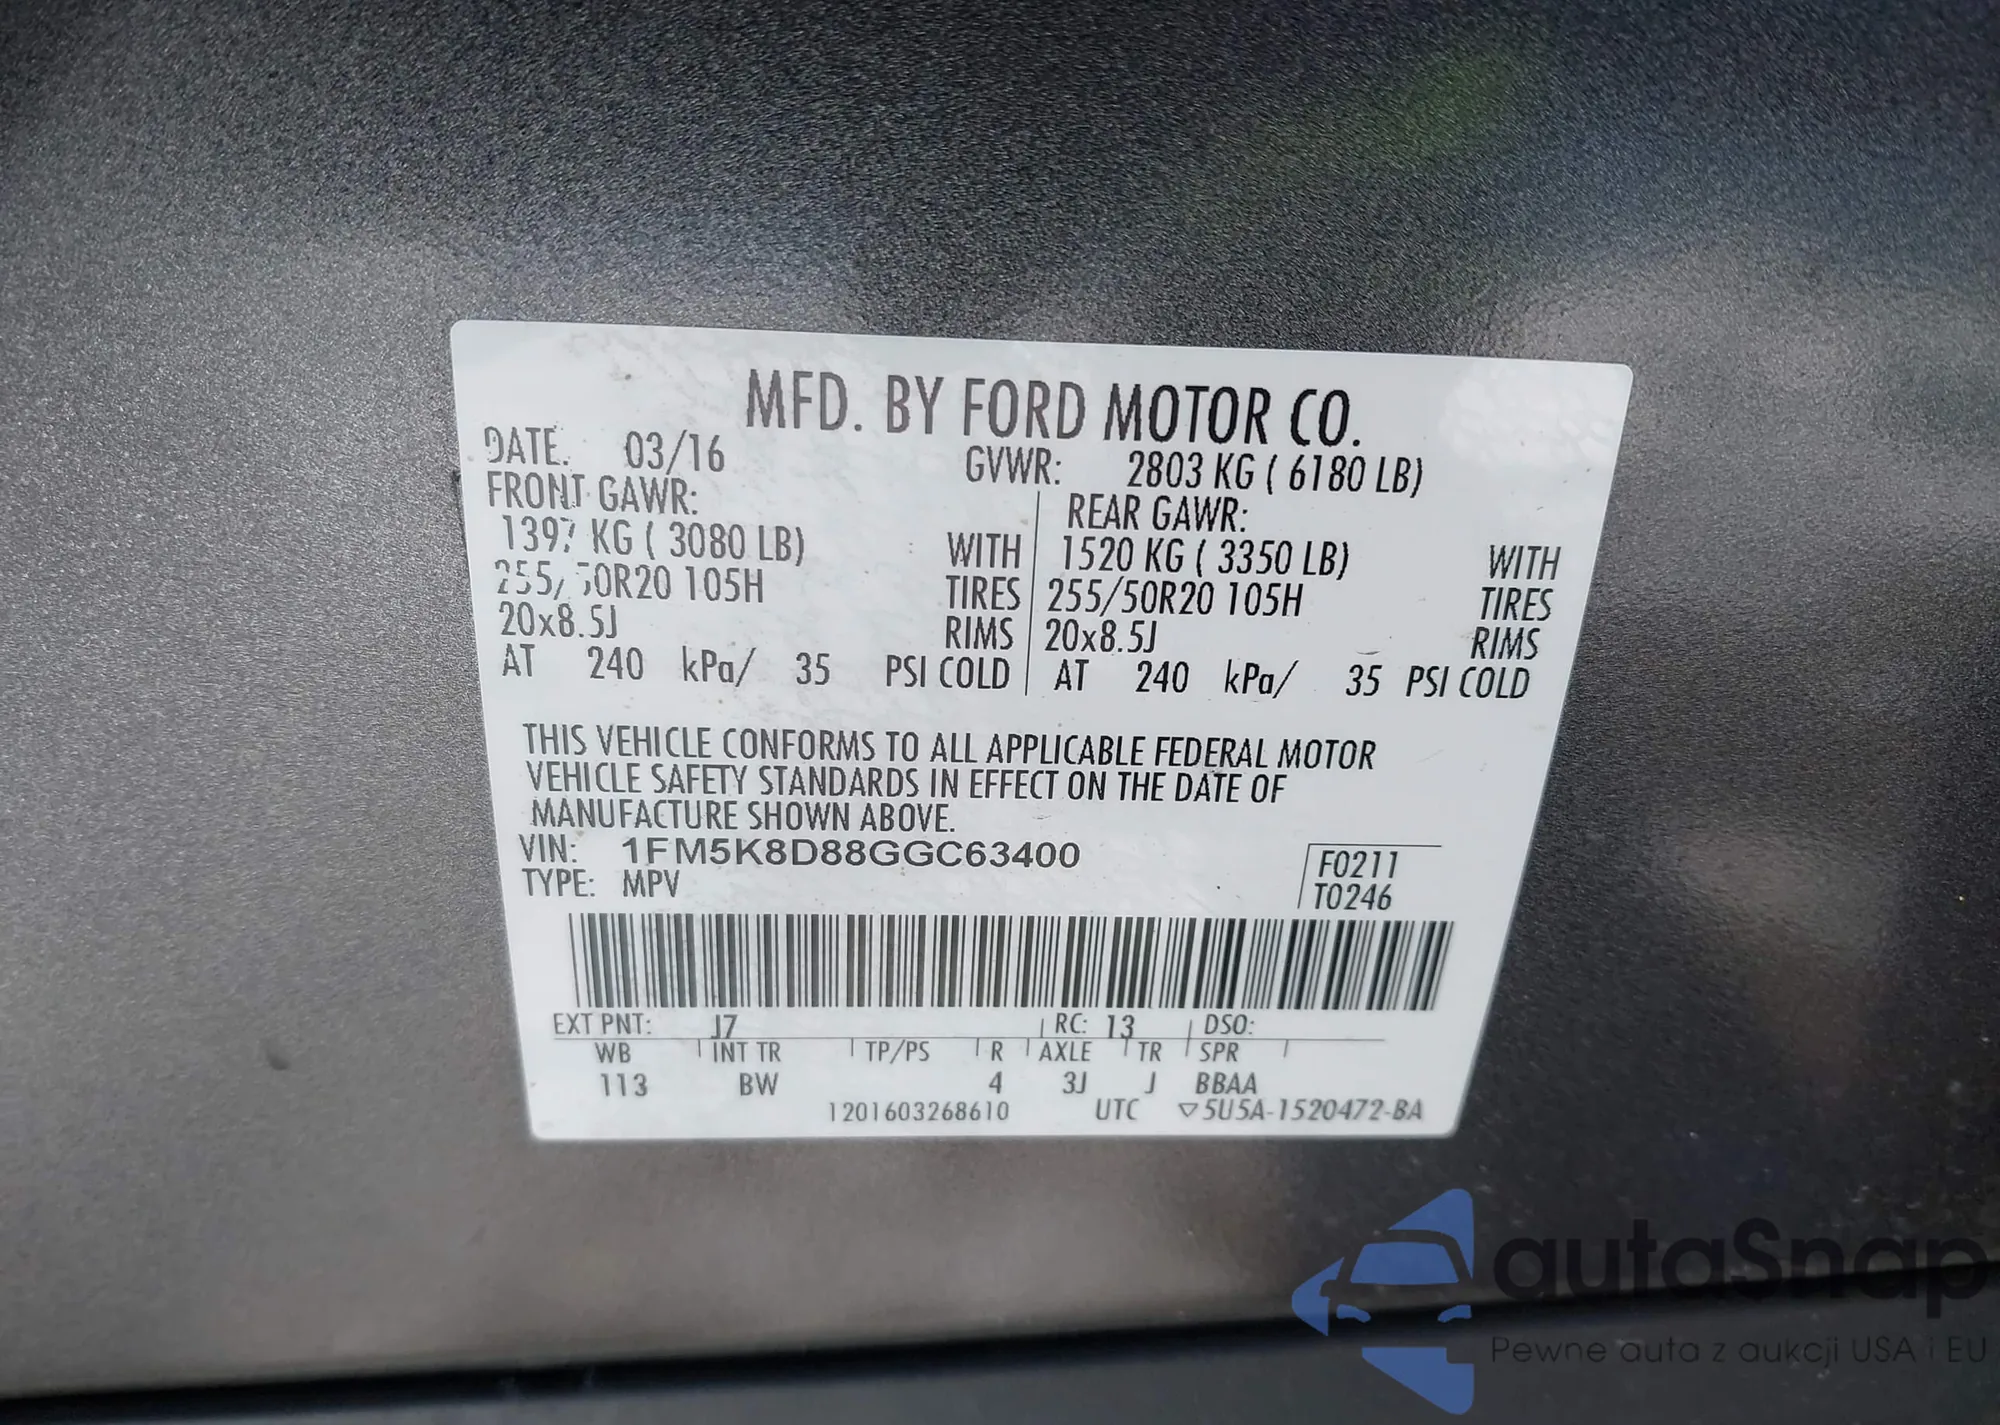 MFD. BY FORD MOTOR CO.
DATE: 03/16 GVWR: 2803 KG ( 6180 LB)
FRONT GAWR: REAR GAWR:
1397 KG ( 3080 LB) WITH 1520 KG ( 3350 LB) WITH
255/50R20 105H TIRES 255/50R20 105H TIRES
20x8.5J RIMS 20x8.5J RIMS
AT 240 kPa/ 35 PSI COLD AT 240 kPa/ 35 PSI COLD
THIS VEHICLE CONFORMS TO ALL APPLICABLE FEDERAL MOTOR
VEHICLE SAFETY STANDARDS IN EFFECT ON THE DATE OF
MANUFACTURE SHOWN ABOVE.
VIN: 1FM5K8D88GGC63400
TYPE: MPV
F0211
T0246
EXT PNT: J7 RC: 13 DSO:
WB INT TR TP/PS R AXLE TR SPR
113 BW 4 3J J BBAA
1201603268610 UTC ▽5U5A-1520472-BA
autaSnap
Pewne auta z aukcji USA i EU